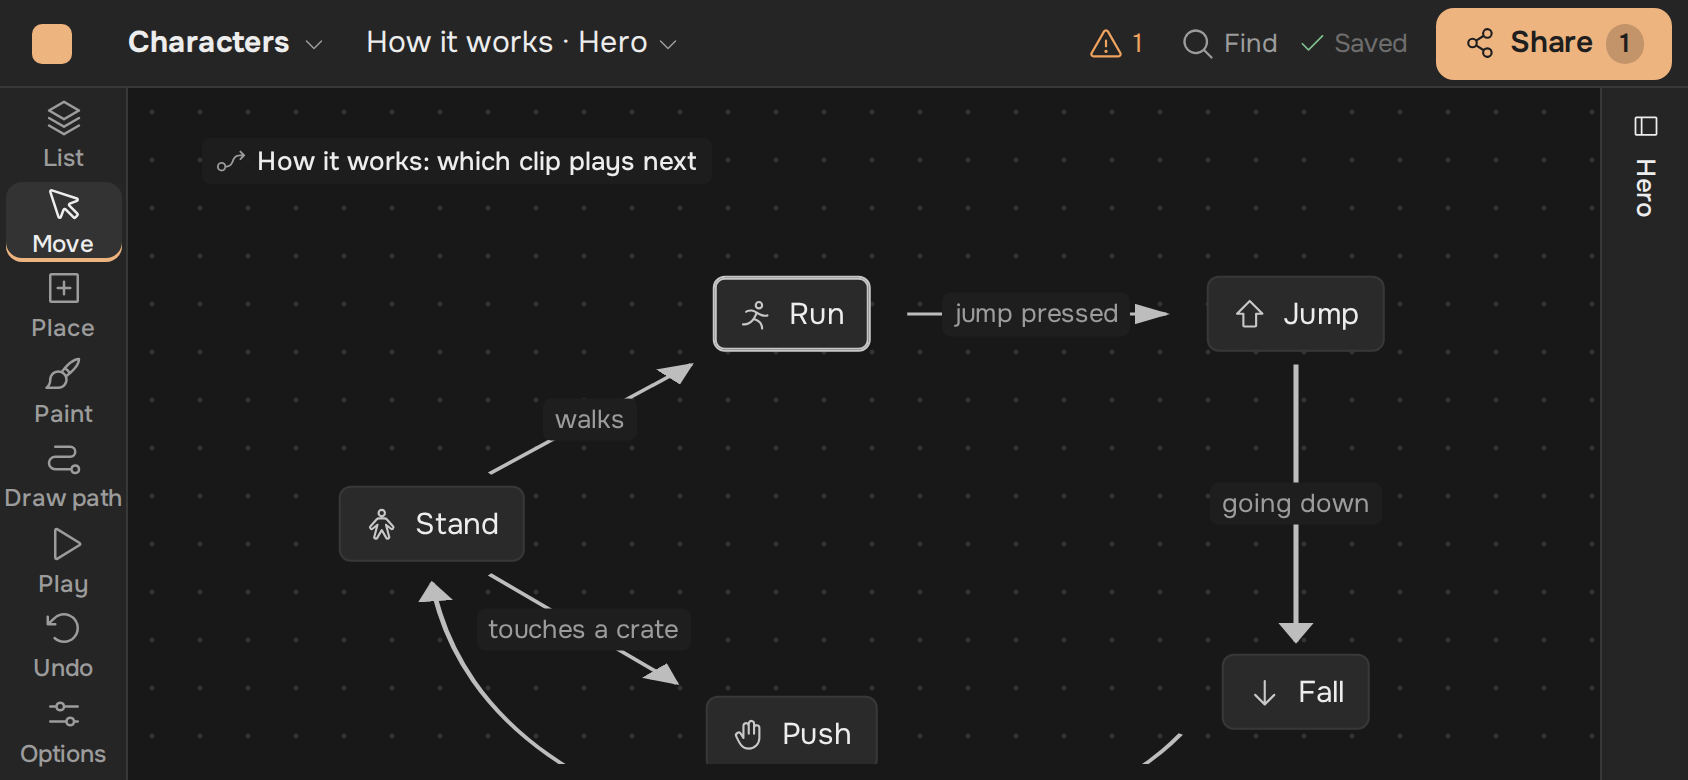 Characters
How it works · Hero
1
Find
Saved
Share 1
List
Move
Place
Paint
Draw path
Play
Undo
Options
How it works: which clip plays next
Run
jump pressed
Jump
walks
going down
Stand
touches a crate
Fall
Push
Hero